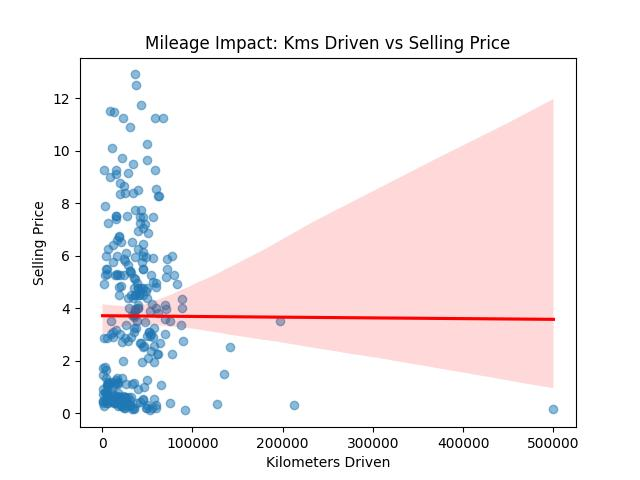 Mileage Impact: Kms Driven vs Selling Price
12
10
8
6
4
2
0
Selling Price
0 100000 200000 300000 400000 500000
Kilometers Driven